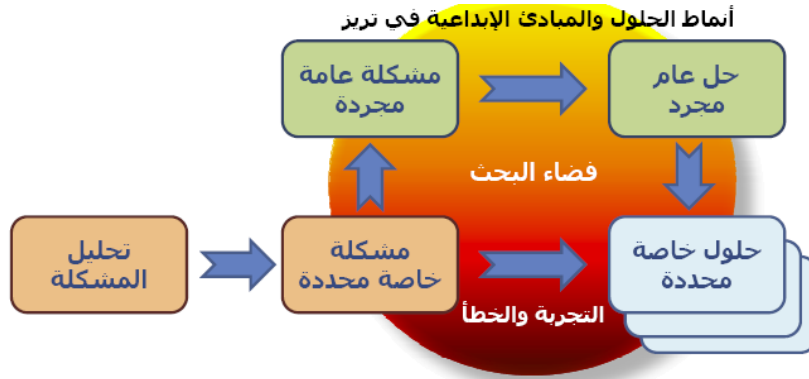 أنماط الحلول والمبادئ الإبداعية في تريز
مشكلة عامة
مجردة
حل عام
مجرد
فضاء البحث
تحليل
المشكلة
مشكلة
خاصة محددة
حلول خاصة
محددة
التجربة والخطأ